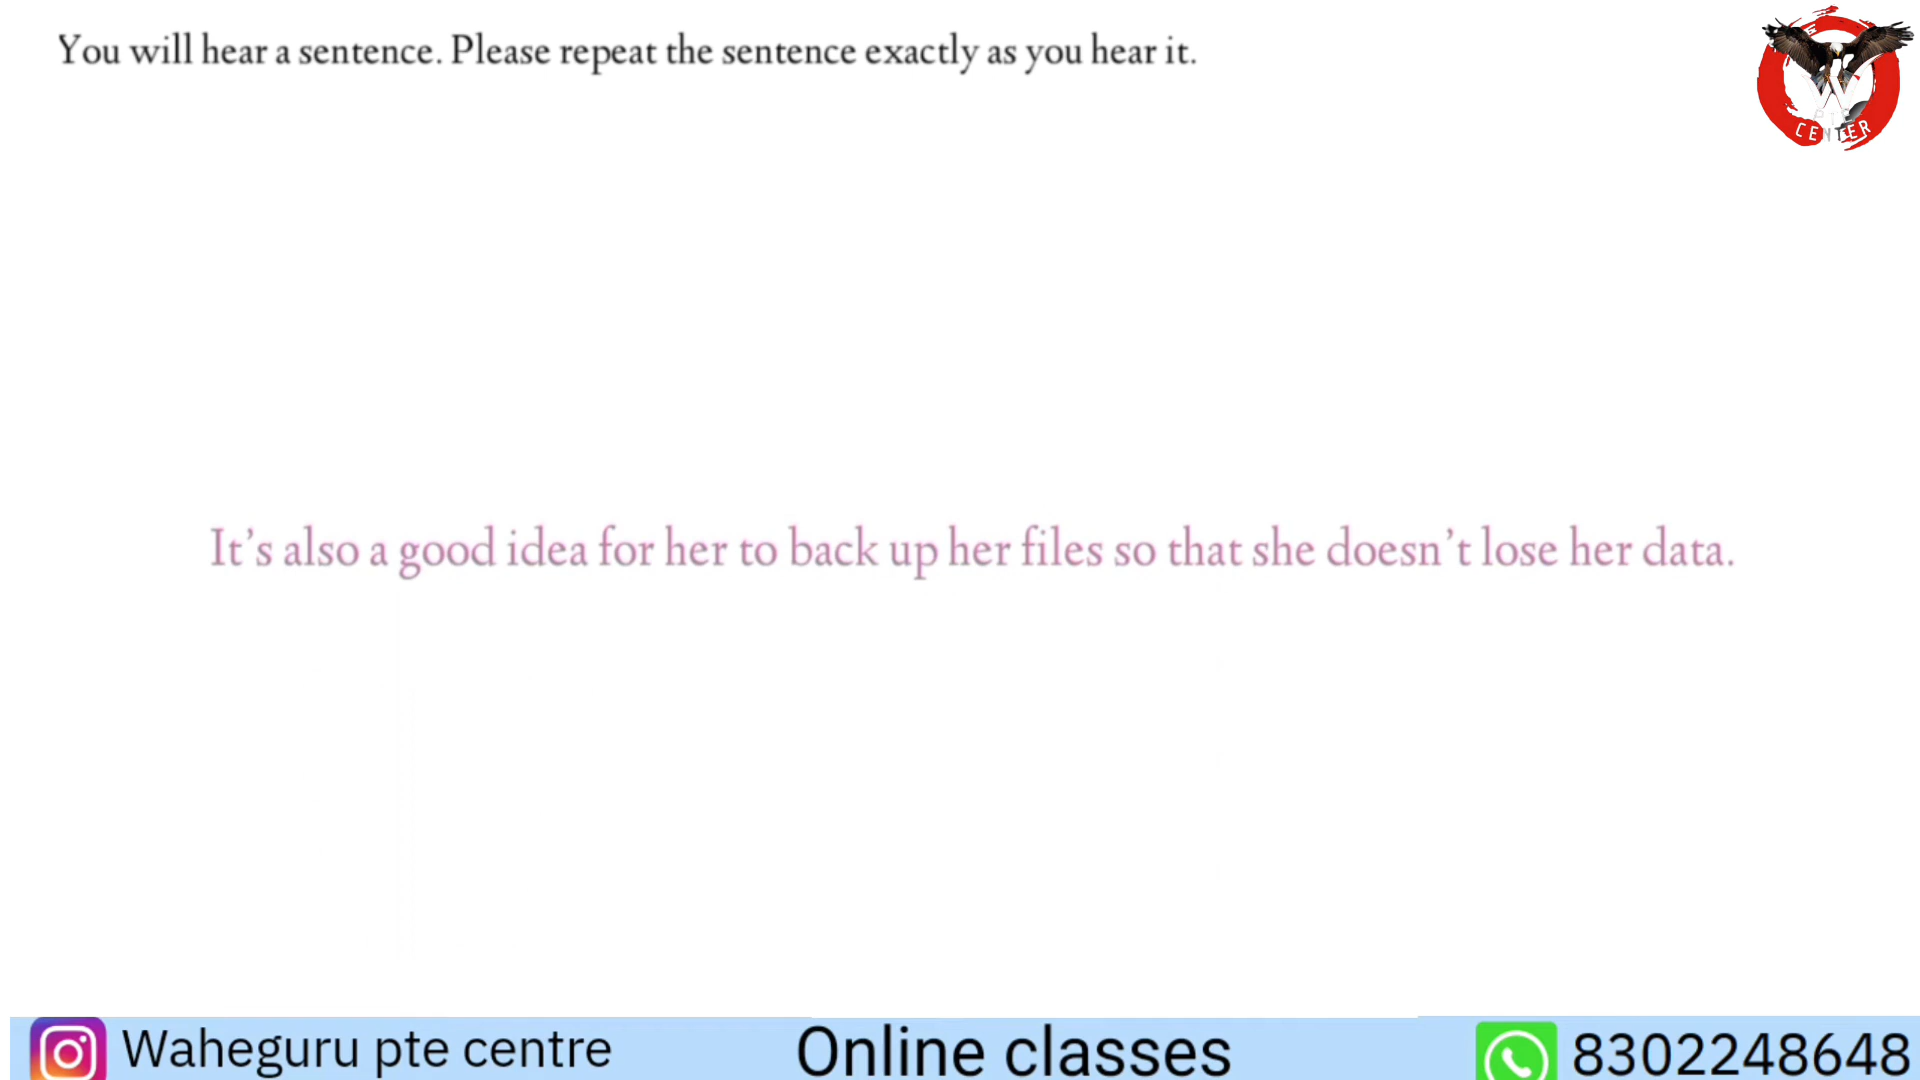 You will hear a sentence. Please repeat the sentence exactly as you hear it.
CENTER
It’s also a good idea for her to back up her files so that she doesn’t lose her data.
Waheguru pte centre
Online classes
8302248648